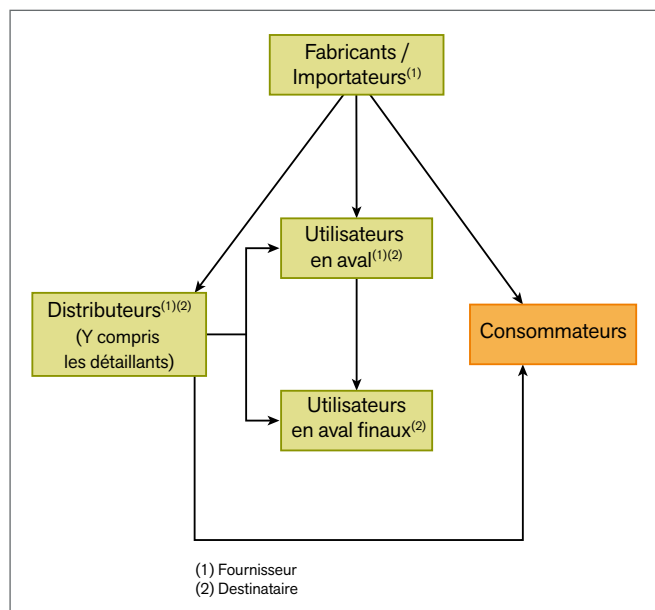 Fabricants /
Importateurs(1)
Utilisateurs
en aval(1)(2)
Distributeurs(1)(2)
(Y compris
les détaillants)
Consommateurs
Utilisateurs
en aval finaux(2)
(1) Fournisseur
(2) Destinataire